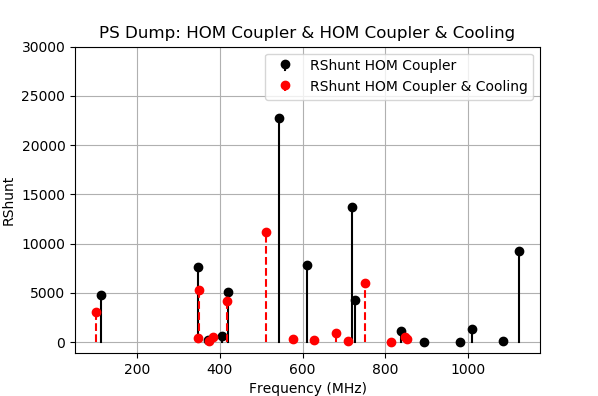 PS Dump: HOM Coupler & HOM Coupler & Cooling
RShunt HOM Coupler
RShunt HOM Coupler & Cooling
RShunt
30000
25000
20000
15000
10000
5000
0
200 400 600 800 1000
Frequency (MHz)